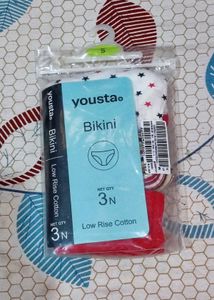 S
yousta
Bikini
NET QTY
3N
Low Rise Cotton
yousta
Bikini
Low Rise Cotton
NET QTY
3N